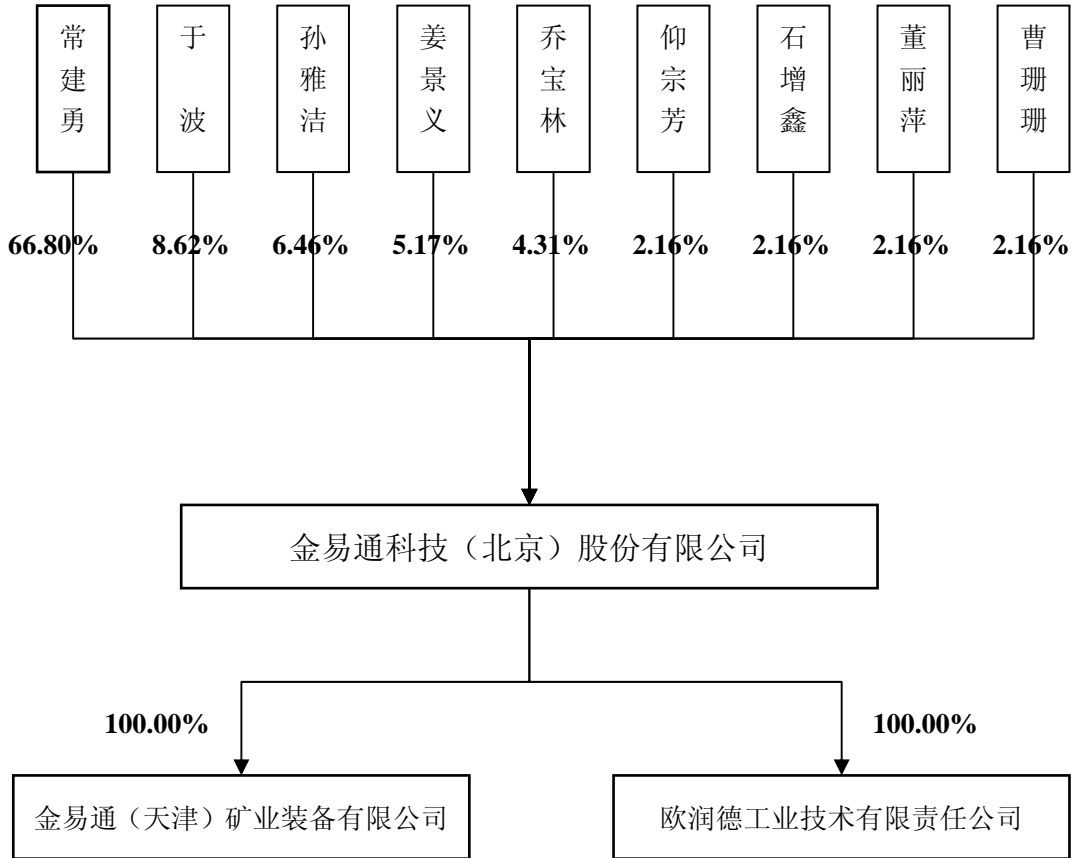 常建勇
于波
孙雅洁
姜景义
乔宝林
仰宗芳
石增鑫
董丽萍
曹珊珊
66.80%
8.62%
6.46%
5.17%
4.31%
2.16%
2.16%
2.16%
2.16%
金易通科技（北京）股份有限公司
100.00%
100.00%
金易通（天津）矿业装备有限公司
欧润德工业技术有限责任公司